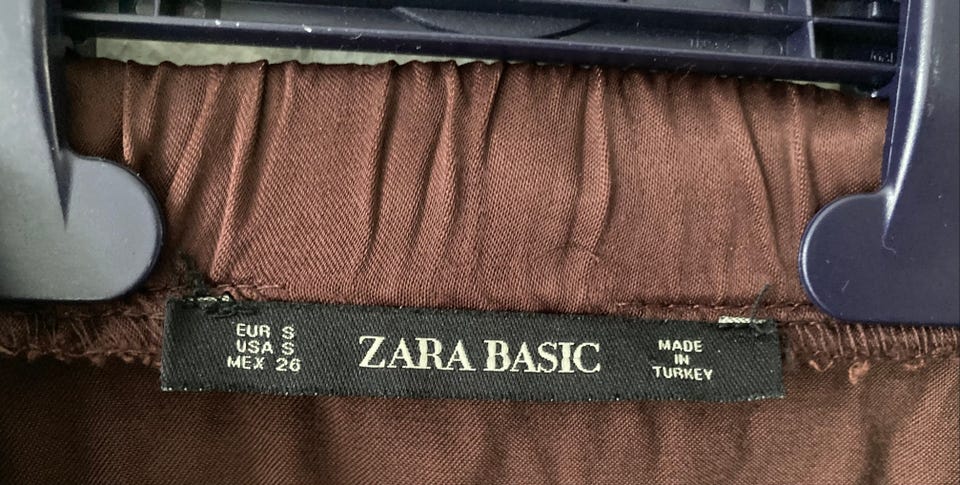 EUR S
USA S
MEX 26
ZARA BASIC
MADE
IN
TURKEY